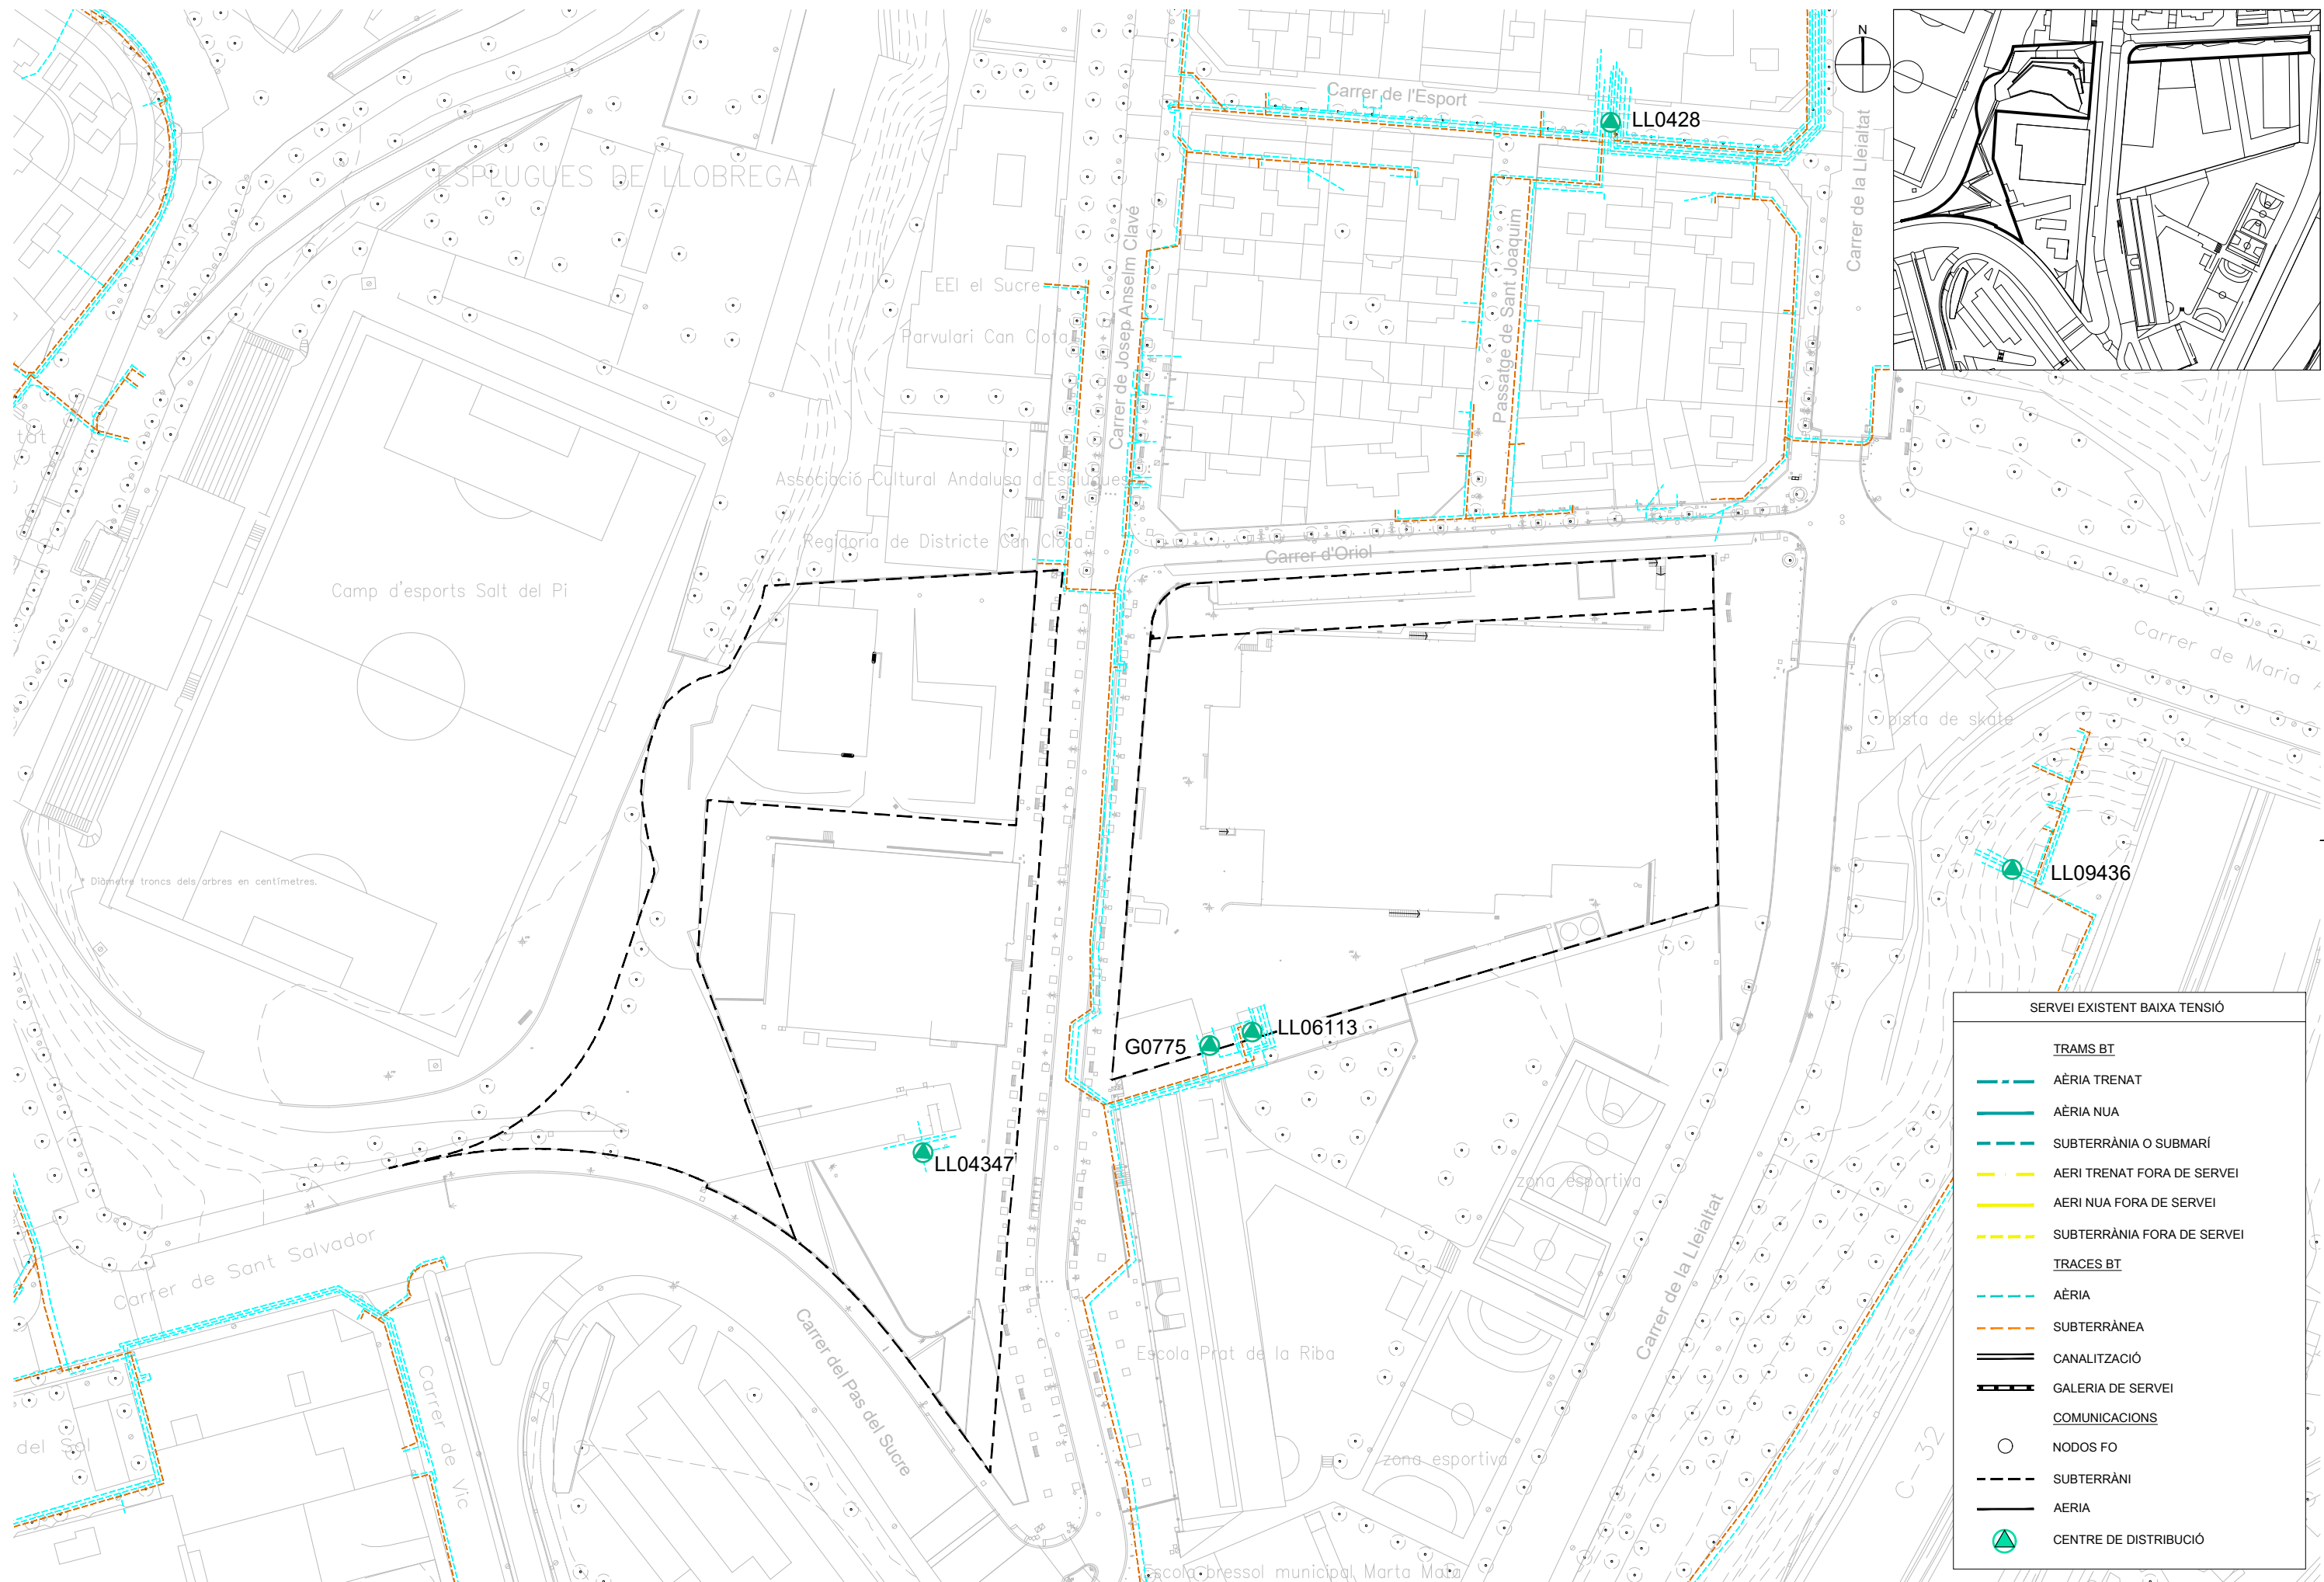 N
Carrer de l'Esport
LL0428
Carrer de la Lleialtat
ESPLUGUES DE LLOBREGAT
Carrer de Josep Anselm Clavé
Passatge de Sant Joaquim
EEI el Sucre
Parvulari Can Clota
tat
Associació Cultural Andalusa d'Esplugues
Regidoria de Districte Can Clota
Carrer d'Oriol
Camp d'esports Salt del Pi
Carrer de Maria
pista de skate
Diàmetre troncs dels arbres en centímetres.
LL09436
LL06113
G0775
LL04347
zona esportiva
Carrer de la Lleialtat
Carrer de Sant Salvador
Carrer del Pas del Sucre
Escola Prat de la Riba
Carrer de Vic
del Sol
zona esportiva
C-32
Escola bressol municipal Marta Mata
SERVEI EXISTENT BAIXA TENSIÓ
TRAMS BT
AÈRIA TRENAT
AÈRIA NUA
SUBTERRÀNIA O SUBMARÍ
AERI TRENAT FORA DE SERVEI
AERI NUA FORA DE SERVEI
SUBTERRÀNIA FORA DE SERVEI
TRACES BT
AÈRIA
SUBTERRÀNEA
CANALITZACIÓ
GALERIA DE SERVEI
COMUNICACIONS
NODOS FO
SUBTERRÀNI
AERIA
CENTRE DE DISTRIBUCIÓ